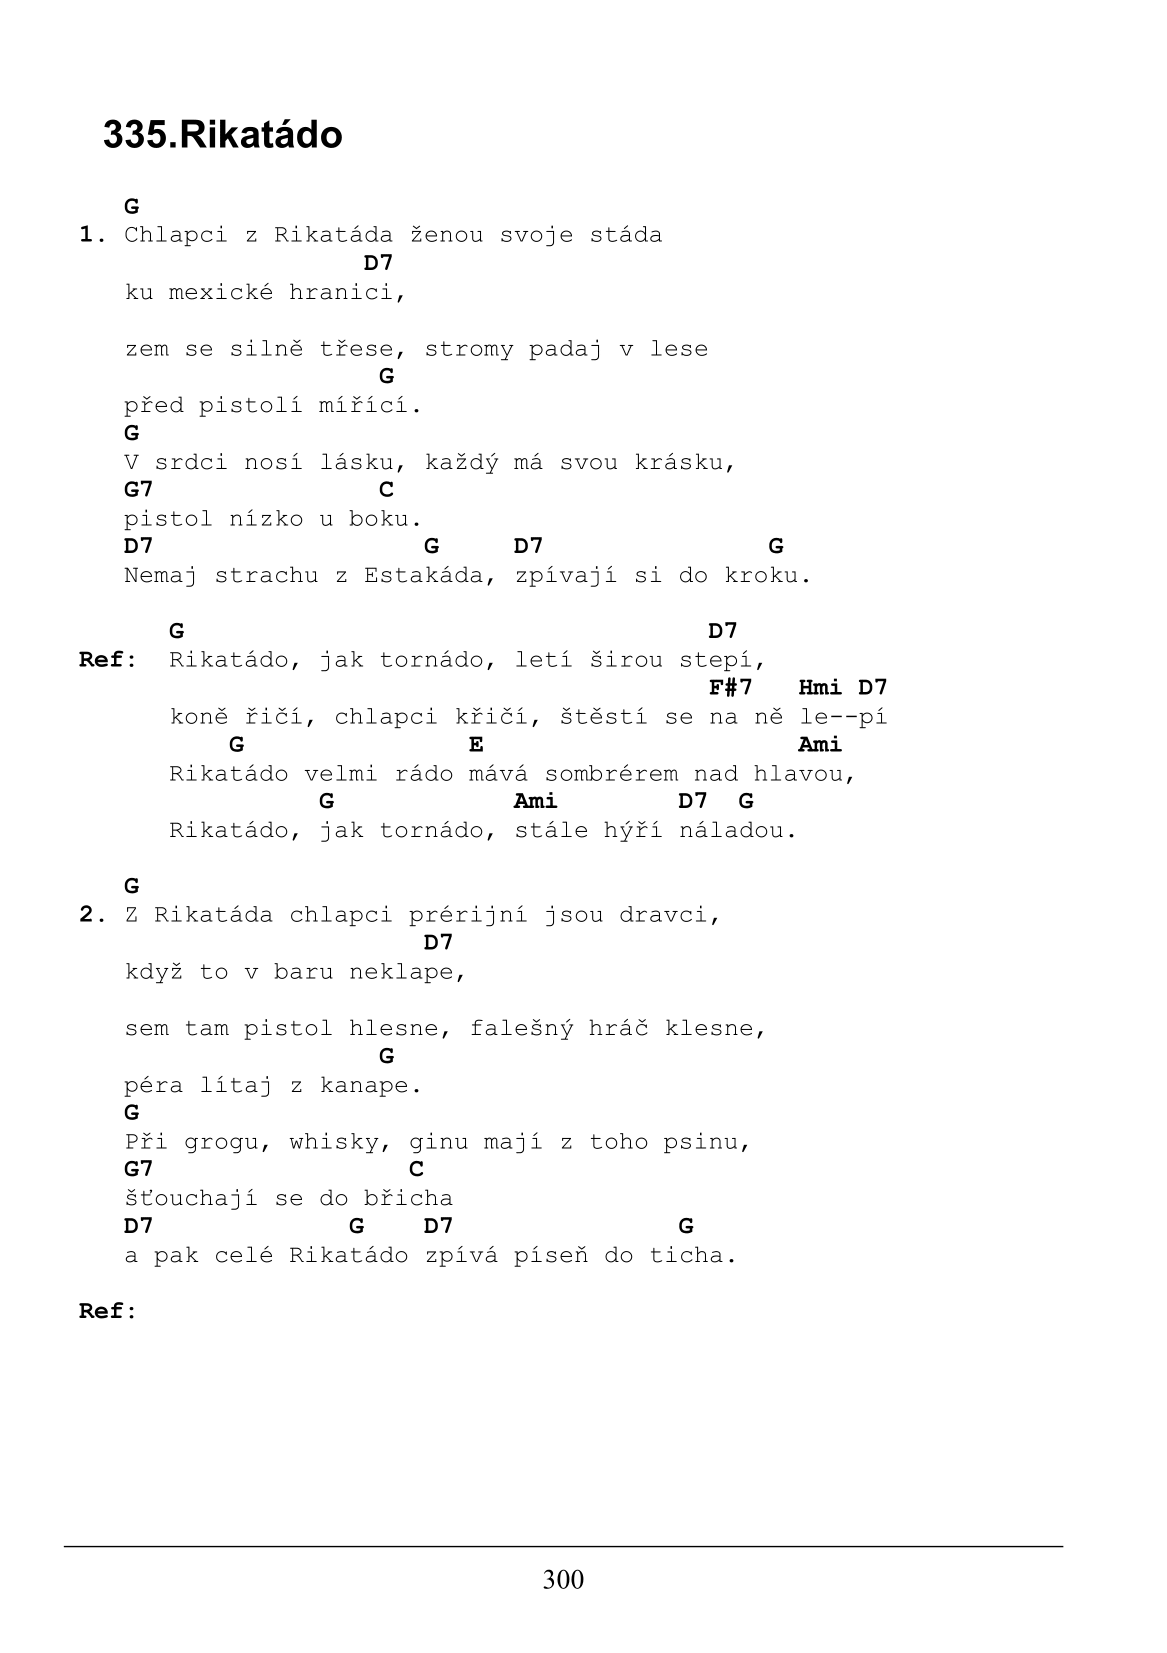 335.Rikatádo
G
1. Chlapci z Rikatáda ženou svoje stáda
D7
ku mexické hranici,
zem se silně třese, stromy padaj v lese
G
před pistolí mířící.
G
V srdci nosí lásku, každý má svou krásku,
G7 C
pistol nízko u boku.
D7 G D7 G
Nemaj strachu z Estakáda, zpívají si do kroku.
G D7
Ref: Rikatádo, jak tornádo, letí širou stepí,
F#7 Hmi D7
koně řičí, chlapci křičí, štěstí se na ně le--pí
G E Ami
Rikatádo velmi rádo mává sombrérem nad hlavou,
G Ami D7 G
Rikatádo, jak tornádo, stále hýří náladou.
G
2. Z Rikatáda chlapci prérijní jsou dravci,
D7
když to v baru neklape,
sem tam pistol hlesne, falešný hráč klesne,
G
péra lítaj z kanape.
G
Při grogu, whisky, ginu mají z toho psinu,
G7 C
šťouchají se do břicha
D7 G D7 G
a pak celé Rikatádo zpívá píseň do ticha.
Ref:
300